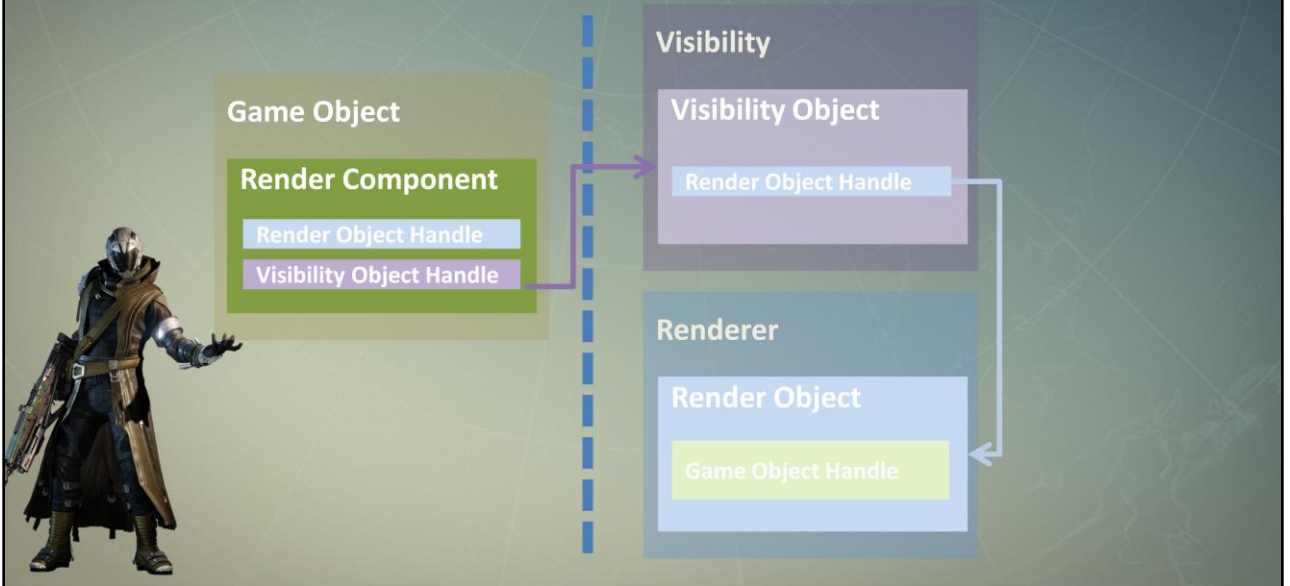 Game Object
Render Component
Render Object Handle
Visibility Object Handle
Visibility
Visibility Object
Render Object Handle
Renderer
Render Object
Game Object Handle